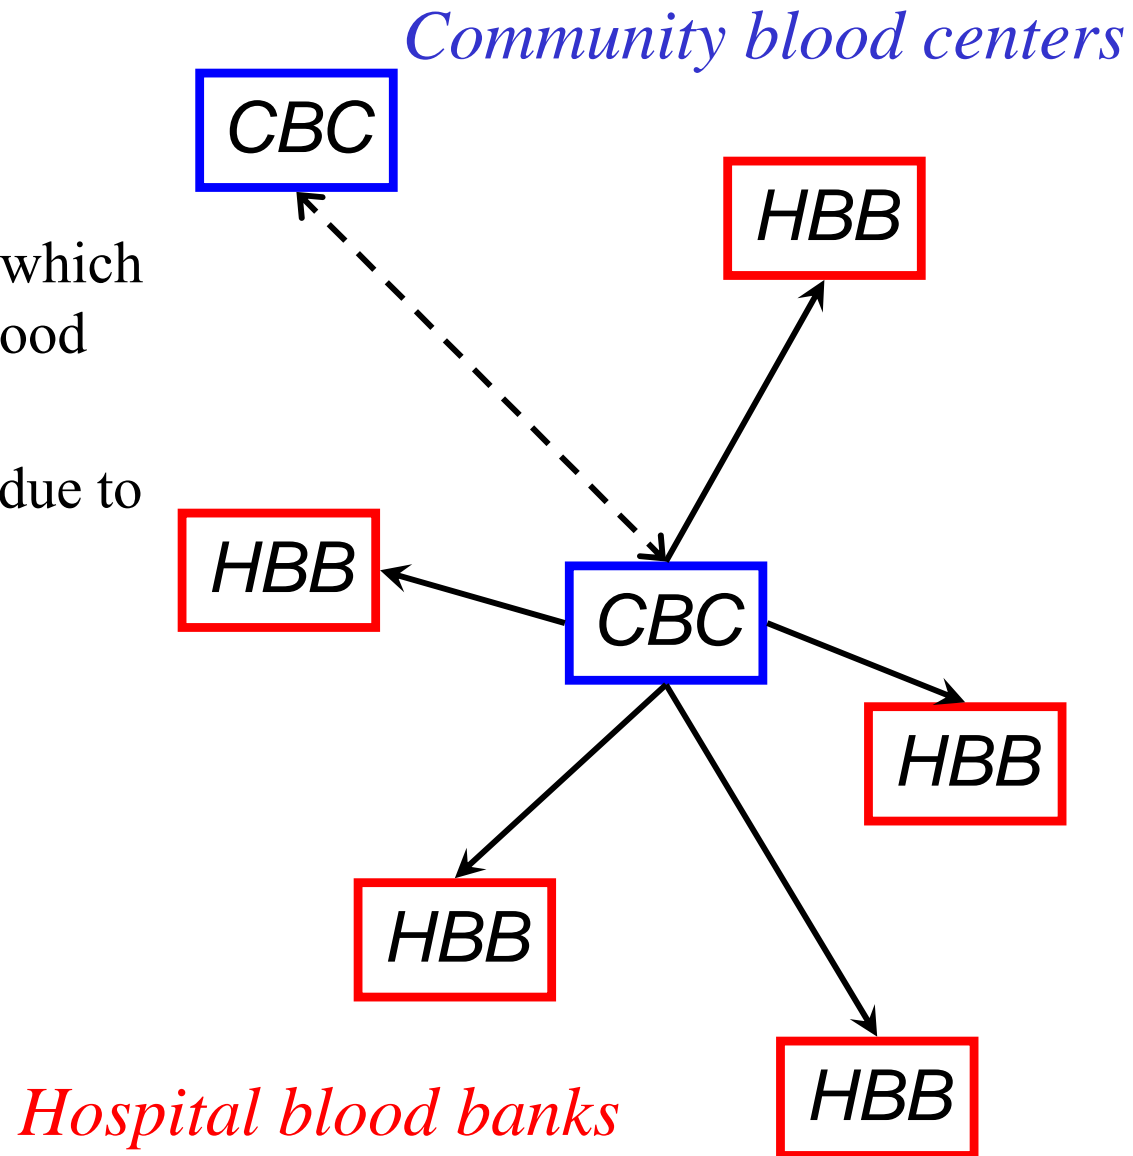 Community blood centers
CBC
HBB
which
ood
due to
HBB
CBC
HBB
HBB
HBB
Hospital blood banks